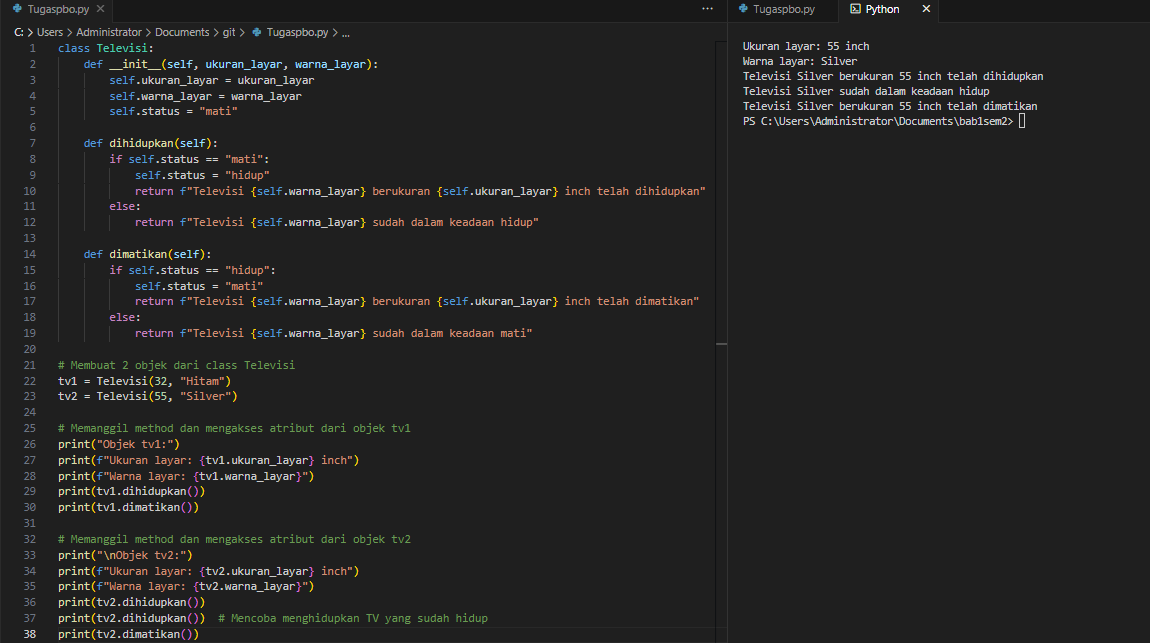 Tugaspbo.py
C: > Users > Administrator > Documents > git > Tugaspbo.py > ...
1 class Televisi:
2     def __init__(self, ukuran_layar, warna_layar):
3         self.ukuran_layar = ukuran_layar
4         self.warna_layar = warna_layar
5         self.status = "mati"
6
7     def dihidupkan(self):
8         if self.status == "mati":
9             self.status = "hidup"
10             return f"Televisi {self.warna_layar} berukuran {self.ukuran_layar} inch telah dihidupkan"
11         else:
12             return f"Televisi {self.warna_layar} sudah dalam keadaan hidup"
13
14     def dimatikan(self):
15         if self.status == "hidup":
16             self.status = "mati"
17             return f"Televisi {self.warna_layar} berukuran {self.ukuran_layar} inch telah dimatikan"
18         else:
19             return f"Televisi {self.warna_layar} sudah dalam keadaan mati"
20
21 # Membuat 2 objek dari class Televisi
22 tv1 = Televisi(32, "Hitam")
23 tv2 = Televisi(55, "Silver")
24
25 # Memanggil method dan mengakses atribut dari objek tv1
26 print("Objek tv1:")
27 print(f"Ukuran layar: {tv1.ukuran_layar} inch")
28 print(f"Warna layar: {tv1.warna_layar}")
29 print(tv1.dihidupkan())
30 print(tv1.dimatikan())
31
32 # Memanggil method dan mengakses atribut dari objek tv2
33 print("\nObjek tv2:")
34 print(f"Ukuran layar: {tv2.ukuran_layar} inch")
35 print(f"Warna layar: {tv2.warna_layar}")
36 print(tv2.dihidupkan())
37 print(tv2.dihidupkan())  # Mencoba menghidupkan TV yang sudah hidup
38 print(tv2.dimatikan())
Tugaspbo.py
Python
Ukuran layar: 55 inch
Warna layar: Silver
Televisi Silver berukuran 55 inch telah dihidupkan
Televisi Silver sudah dalam keadaan hidup
Televisi Silver berukuran 55 inch telah dimatikan
PS C:\Users\Administrator\Documents\bab1sem2>